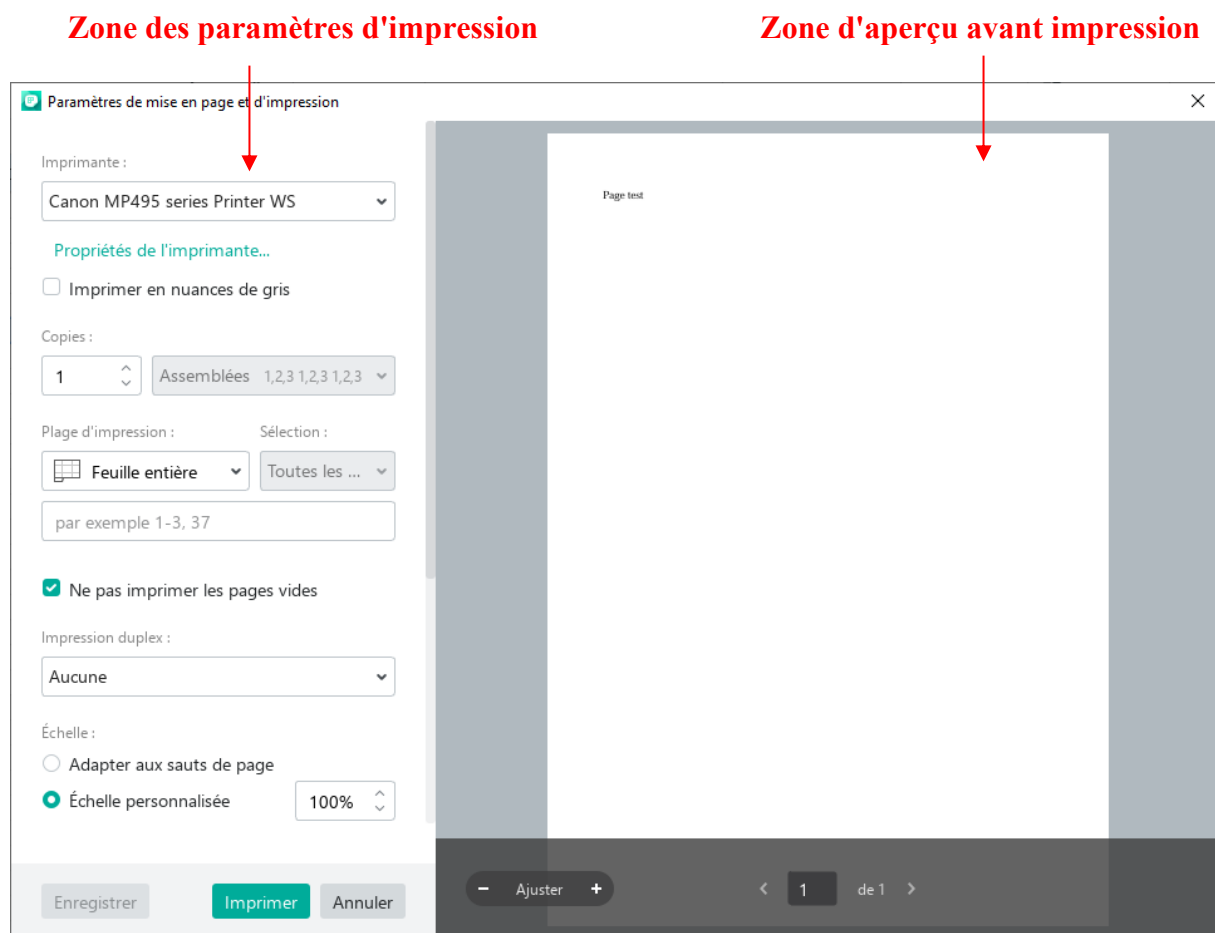 Zone des paramètres d'impression
Zone d'aperçu avant impression
Paramètres de mise en page et d'impression
Imprimante :
Canon MP495 series Printer WS
Propriétés de l'imprimante...
Imprimer en nuances de gris
Copies :
1
Assemblées 1,2,3 1,2,3 1,2,3
Plage d'impression :
Sélection :
Feuille entière
Toutes les ...
par exemple 1-3, 37
Ne pas imprimer les pages vides
Impression duplex :
Aucune
Échelle :
Adapter aux sauts de page
Échelle personnalisée
100%
Enregistrer
Imprimer
Annuler
Page test
- Ajuster +
< 1 de 1 >